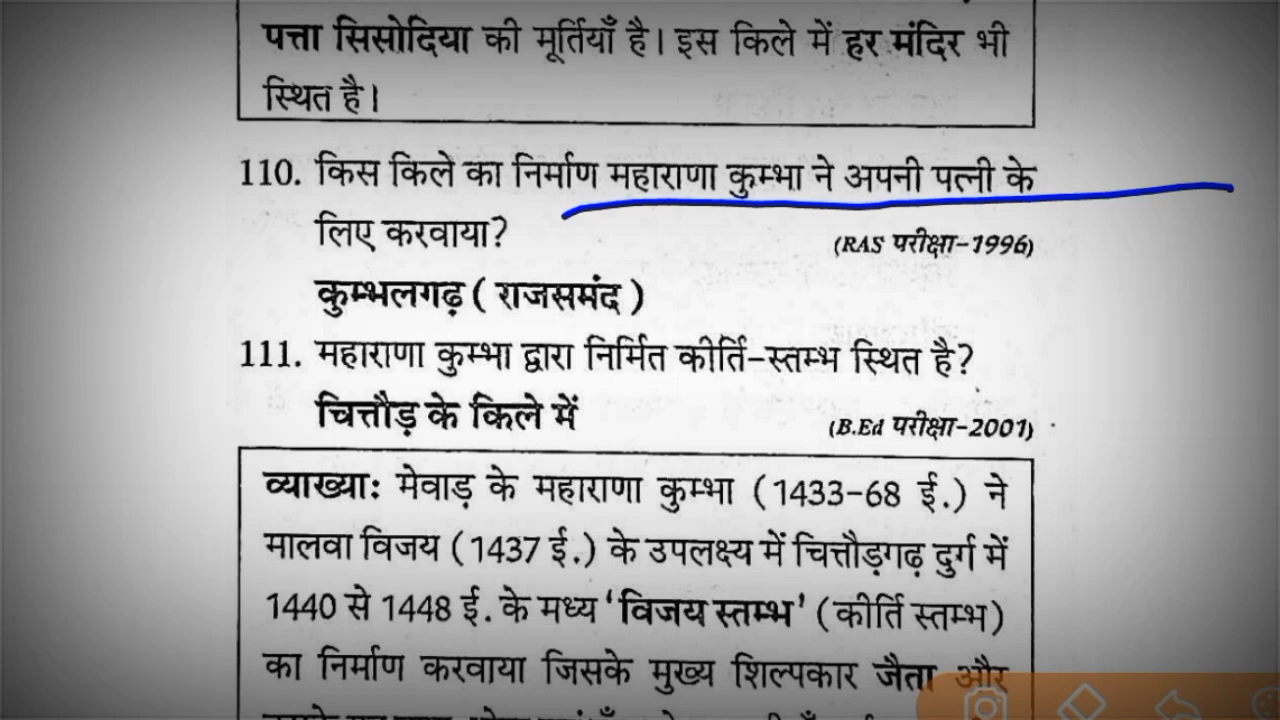 पत्ता सिसोदिया की मूर्तियाँ है। इस किले में हर मंदिर भी
स्थित है।
110. किस किले का निर्माण महाराणा कुम्भा ने अपनी पत्नी के
लिए करवाया?
(RAS परीक्षा-1996)
कुम्भलगढ़ ( राजसमंद )
111. महाराणा कुम्भा द्वारा निर्मित कीर्ति-स्तम्भ स्थित है?
चित्तौड़ के किले में
(B.Ed परीक्षा-2001)
व्याख्या: मेवाड़ के महाराणा कुम्भा (1433-68 ई.) ने
मालवा विजय (1437 ई.) के उपलक्ष्य में चित्तौड़गढ़ दुर्ग में
1440 से 1448 ई. के मध्य 'विजय स्तम्भ' (कीर्ति स्तम्भ)
का निर्माण करवाया जिसके मुख्य शिल्पकार जैता और